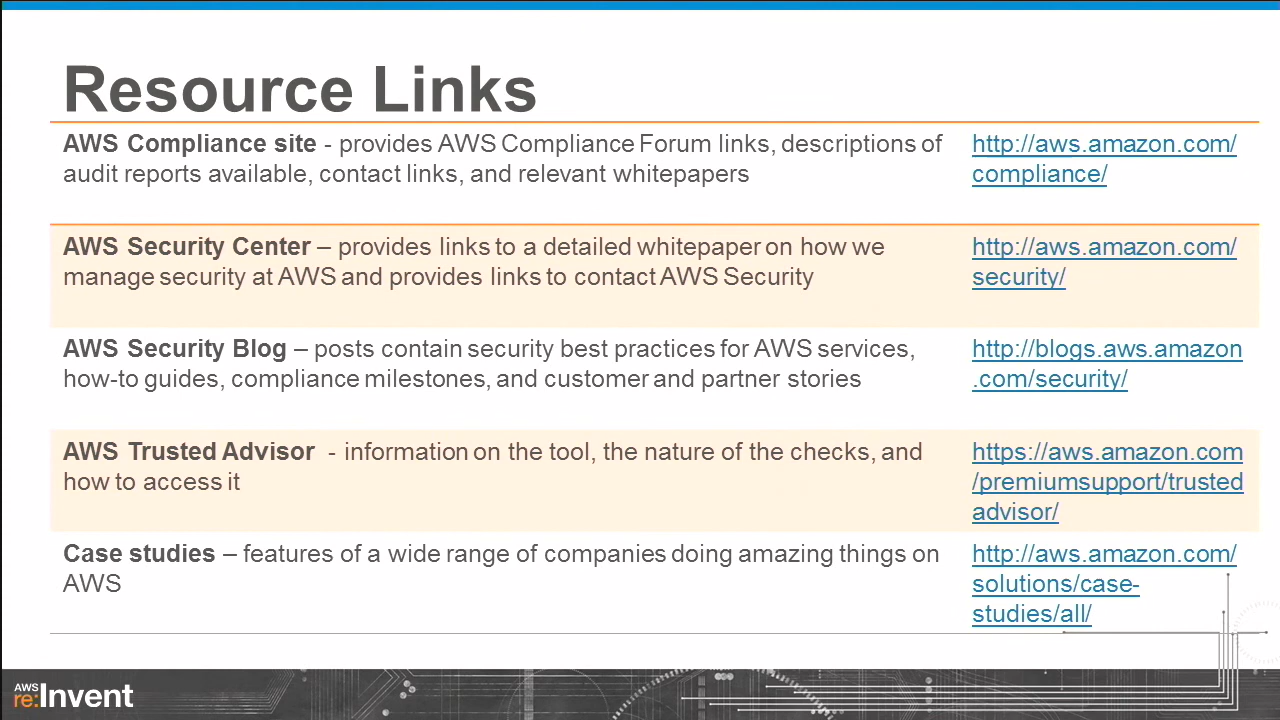 Resource Links
AWS Compliance site - provides AWS Compliance Forum links, descriptions of
audit reports available, contact links, and relevant whitepapers
http://aws.amazon.com/
compliance/
AWS Security Center – provides links to a detailed whitepaper on how we
manage security at AWS and provides links to contact AWS Security
http://aws.amazon.com/
security/
AWS Security Blog – posts contain security best practices for AWS services,
how-to guides, compliance milestones, and customer and partner stories
http://blogs.aws.amazon
.com/security/
AWS Trusted Advisor - information on the tool, the nature of the checks, and
how to access it
https://aws.amazon.com
/premiumsupport/trusted
advisor/
Case studies – features of a wide range of companies doing amazing things on
AWS
http://aws.amazon.com/
solutions/case-
studies/all/
AWS
re:Invent